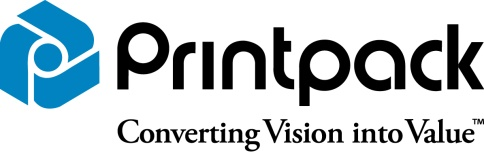 Printpack
Converting Vision into Value™